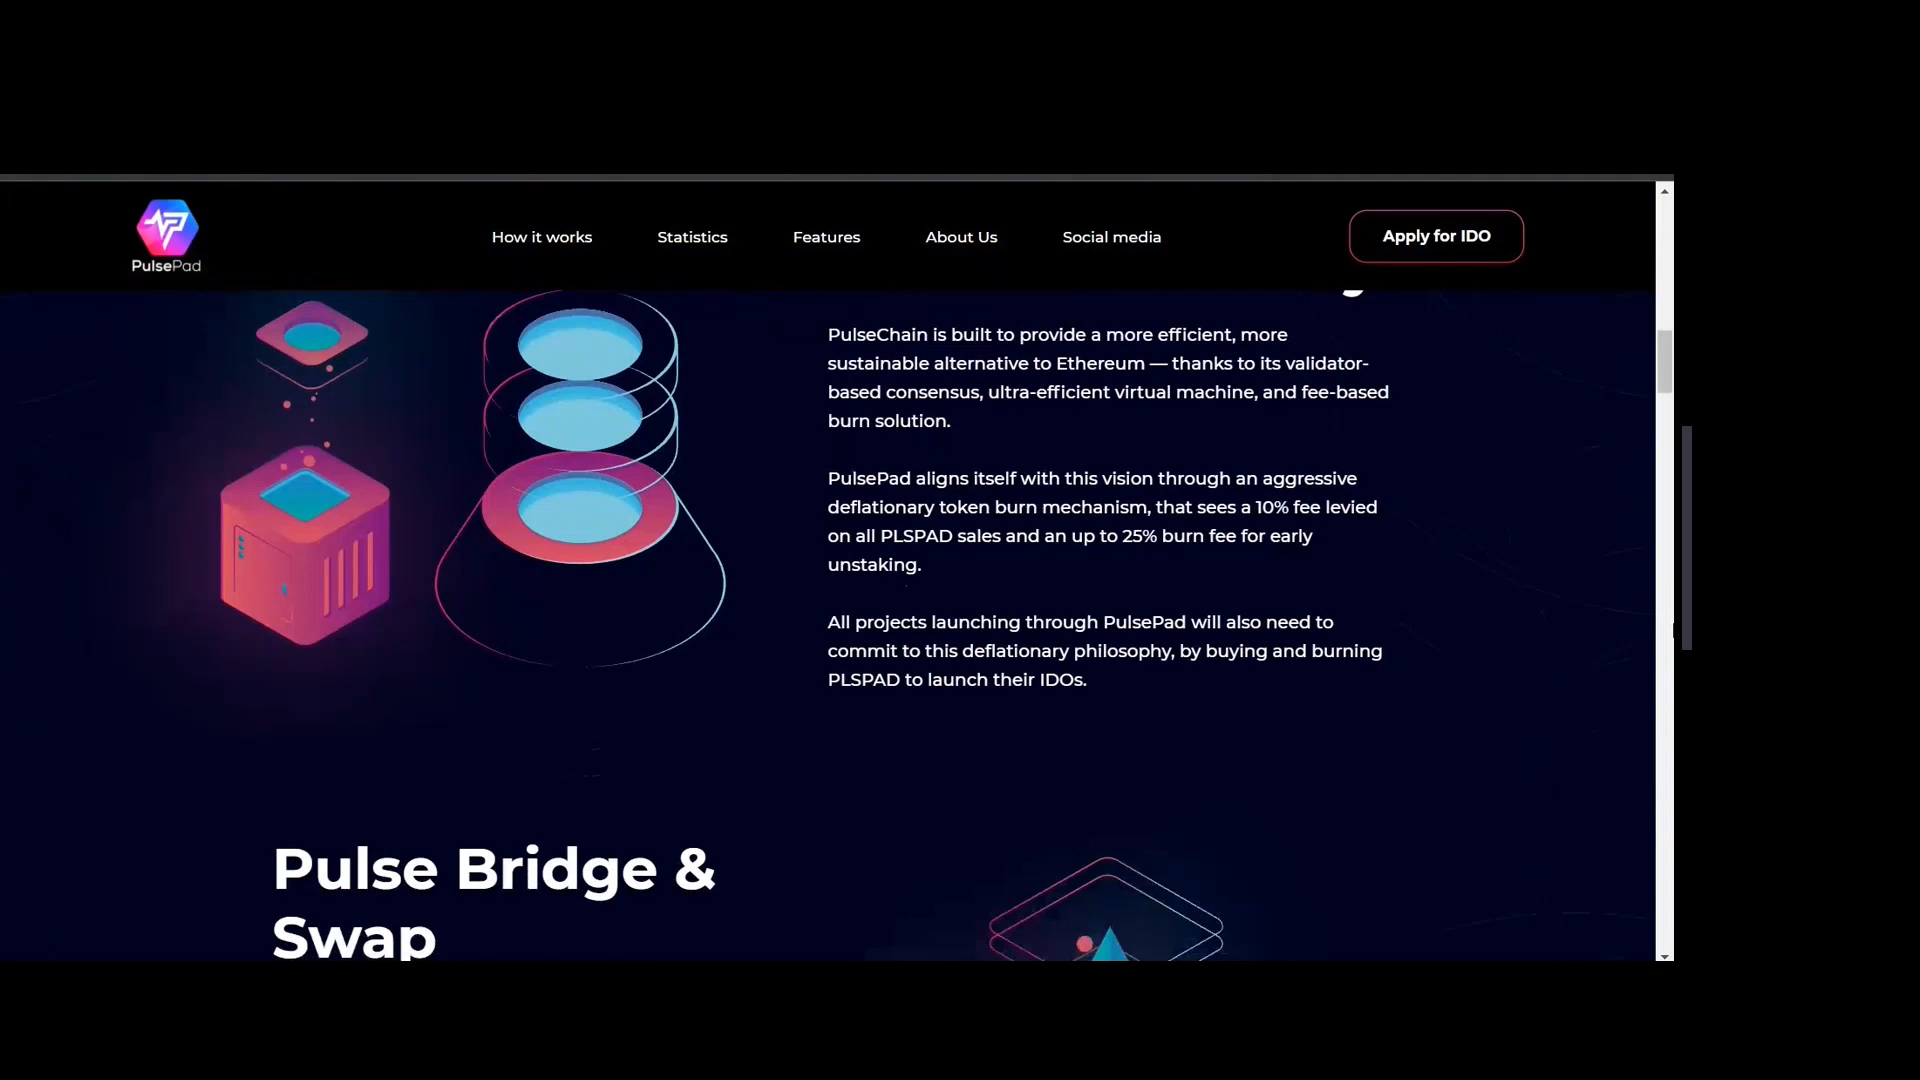 PulsePad
How it works
Statistics
Features
About Us
Social media
Apply for IDO
PulseChain is built to provide a more efficient, more
sustainable alternative to Ethereum — thanks to its validator-
based consensus, ultra-efficient virtual machine, and fee-based
burn solution.
PulsePad aligns itself with this vision through an aggressive
deflationary token burn mechanism, that sees a 10% fee levied
on all PLSPAD sales and an up to 25% burn fee for early
unstaking.
All projects launching through PulsePad will also need to
commit to this deflationary philosophy, by buying and burning
PLSPAD to launch their IDOs.
Pulse Bridge &
Swap